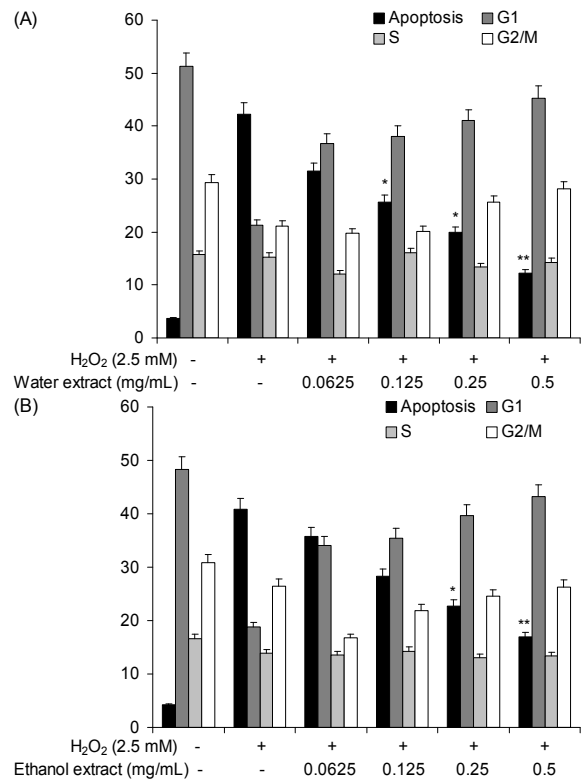 (A)
Apoptosis G1
S G2/M
60
50
40
30
20
10
0
* * **
H₂O₂ (2.5 mM) - + + + + +
Water extract (mg/mL) - - 0.0625 0.125 0.25 0.5
(B)
Apoptosis G1
S G2/M
60
50
40
30
20
10
0
* **
H₂O₂ (2.5 mM) - + + + + +
Ethanol extract (mg/mL) - - 0.0625 0.125 0.25 0.5